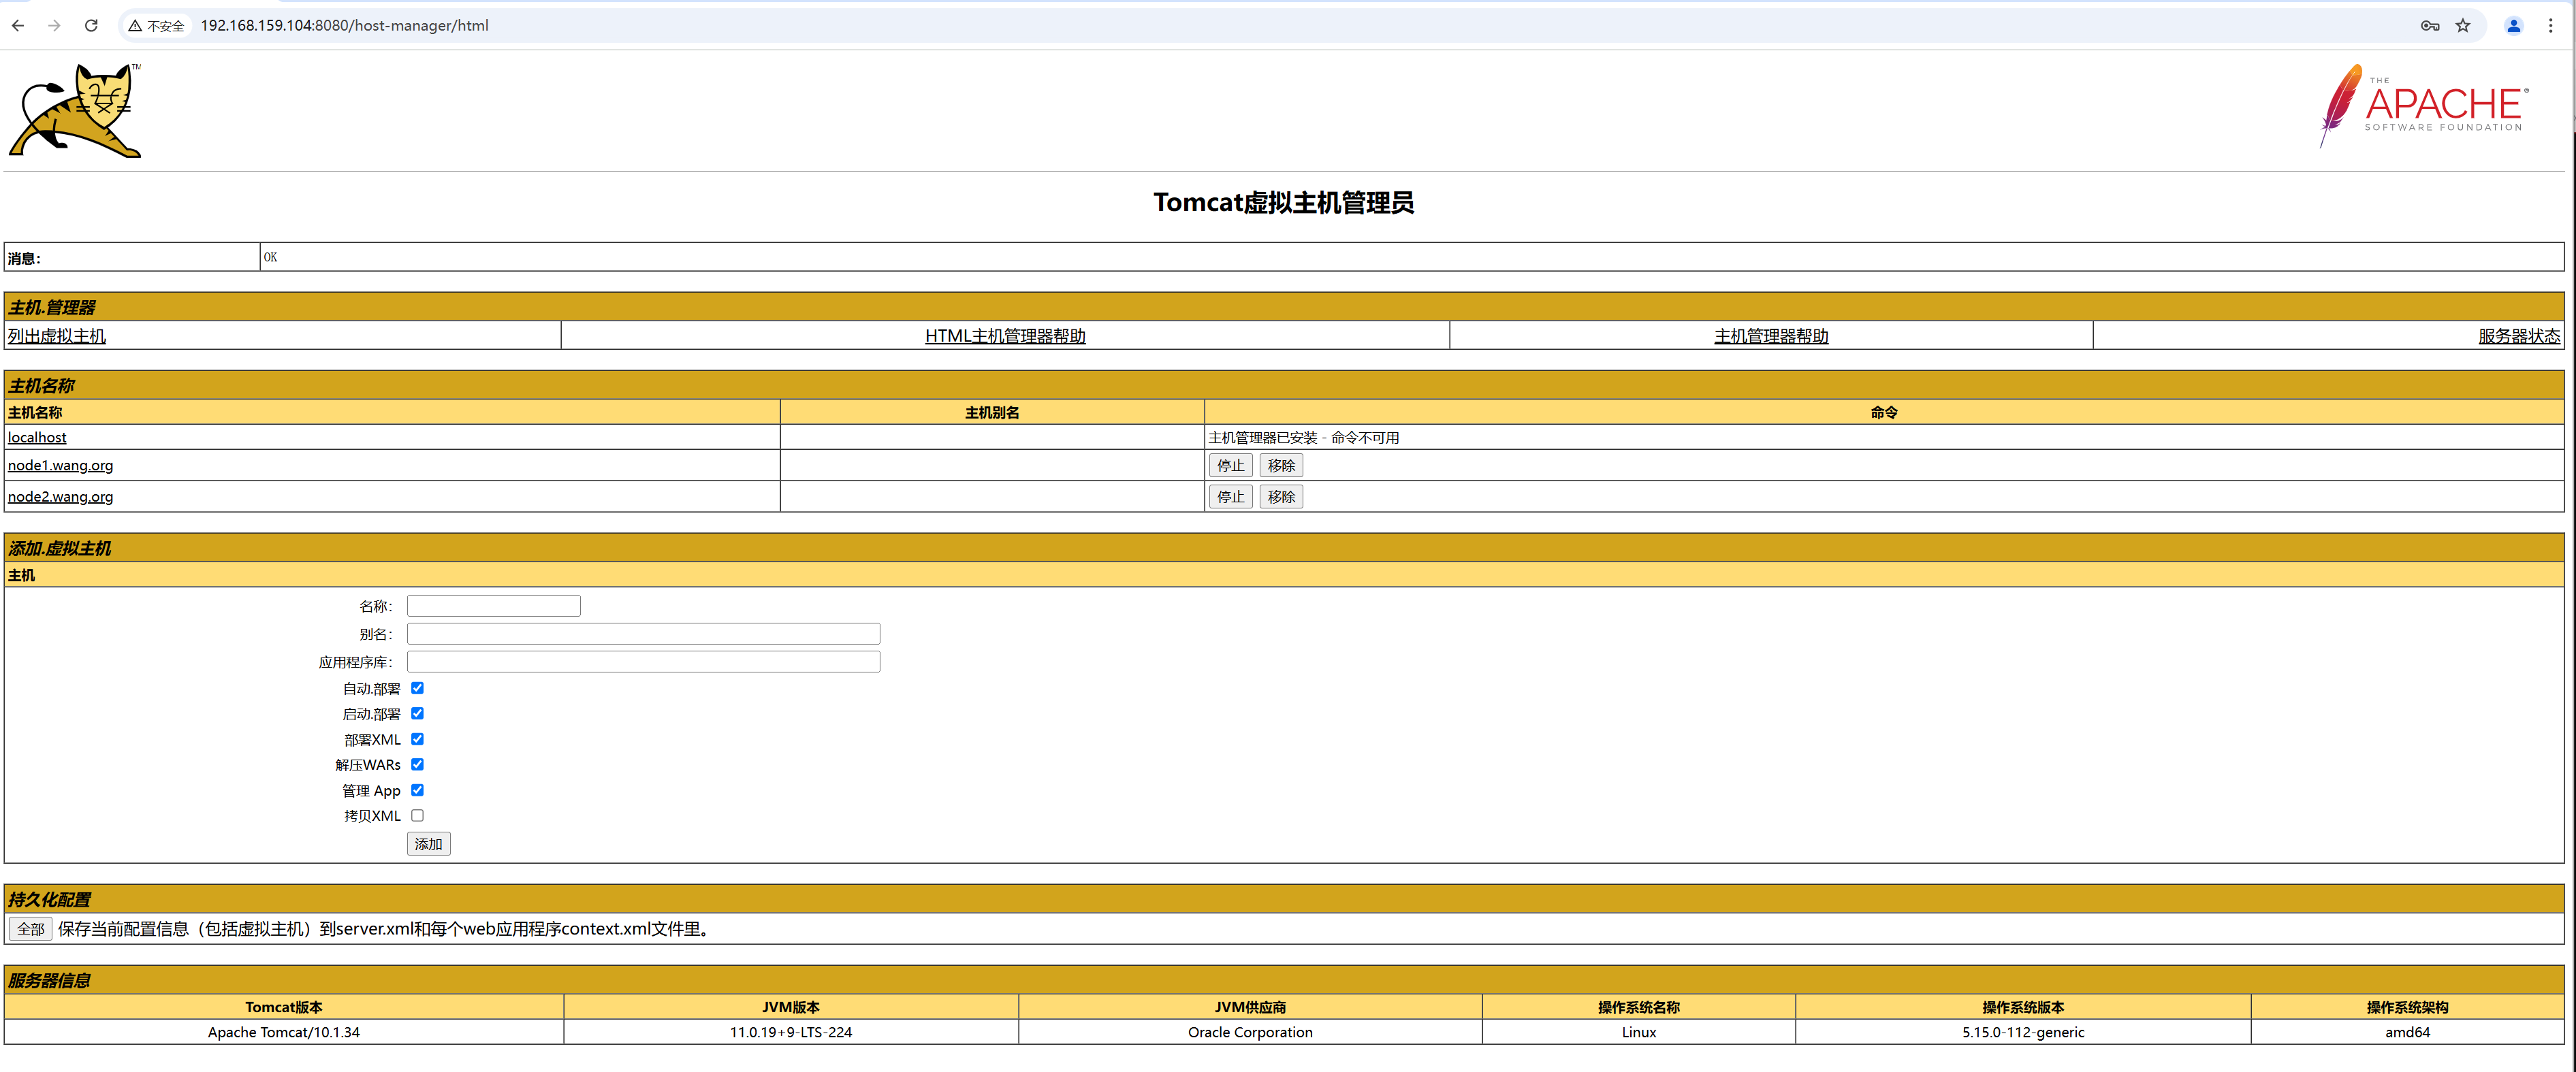 不安全 192.168.159.104:8080/host-manager/html
TM
THE
APACHE®
SOFTWARE FOUNDATION
Tomcat虚拟主机管理员
消息： OK
主机.管理器
列出虚拟主机 HTML主机管理器帮助 主机管理器帮助 服务器状态
主机名称
主机名称 主机别名 命令
localhost 主机管理器已安装 - 命令不可用
node1.wang.org 停止 移除
node2.wang.org 停止 移除
添加.虚拟主机
主机
名称：
别名：
应用程序库：
自动.部署
启动.部署
部署XML
解压WARs
管理 App
拷贝XML
添加
持久化配置
全部 保存当前配置信息（包括虚拟主机）到server.xml和每个web应用程序context.xml文件里。
服务器信息
Tomcat版本 JVM版本 JVM供应商 操作系统名称 操作系统版本 操作系统架构
Apache Tomcat/10.1.34 11.0.19+9-LTS-224 Oracle Corporation Linux 5.15.0-112-generic amd64